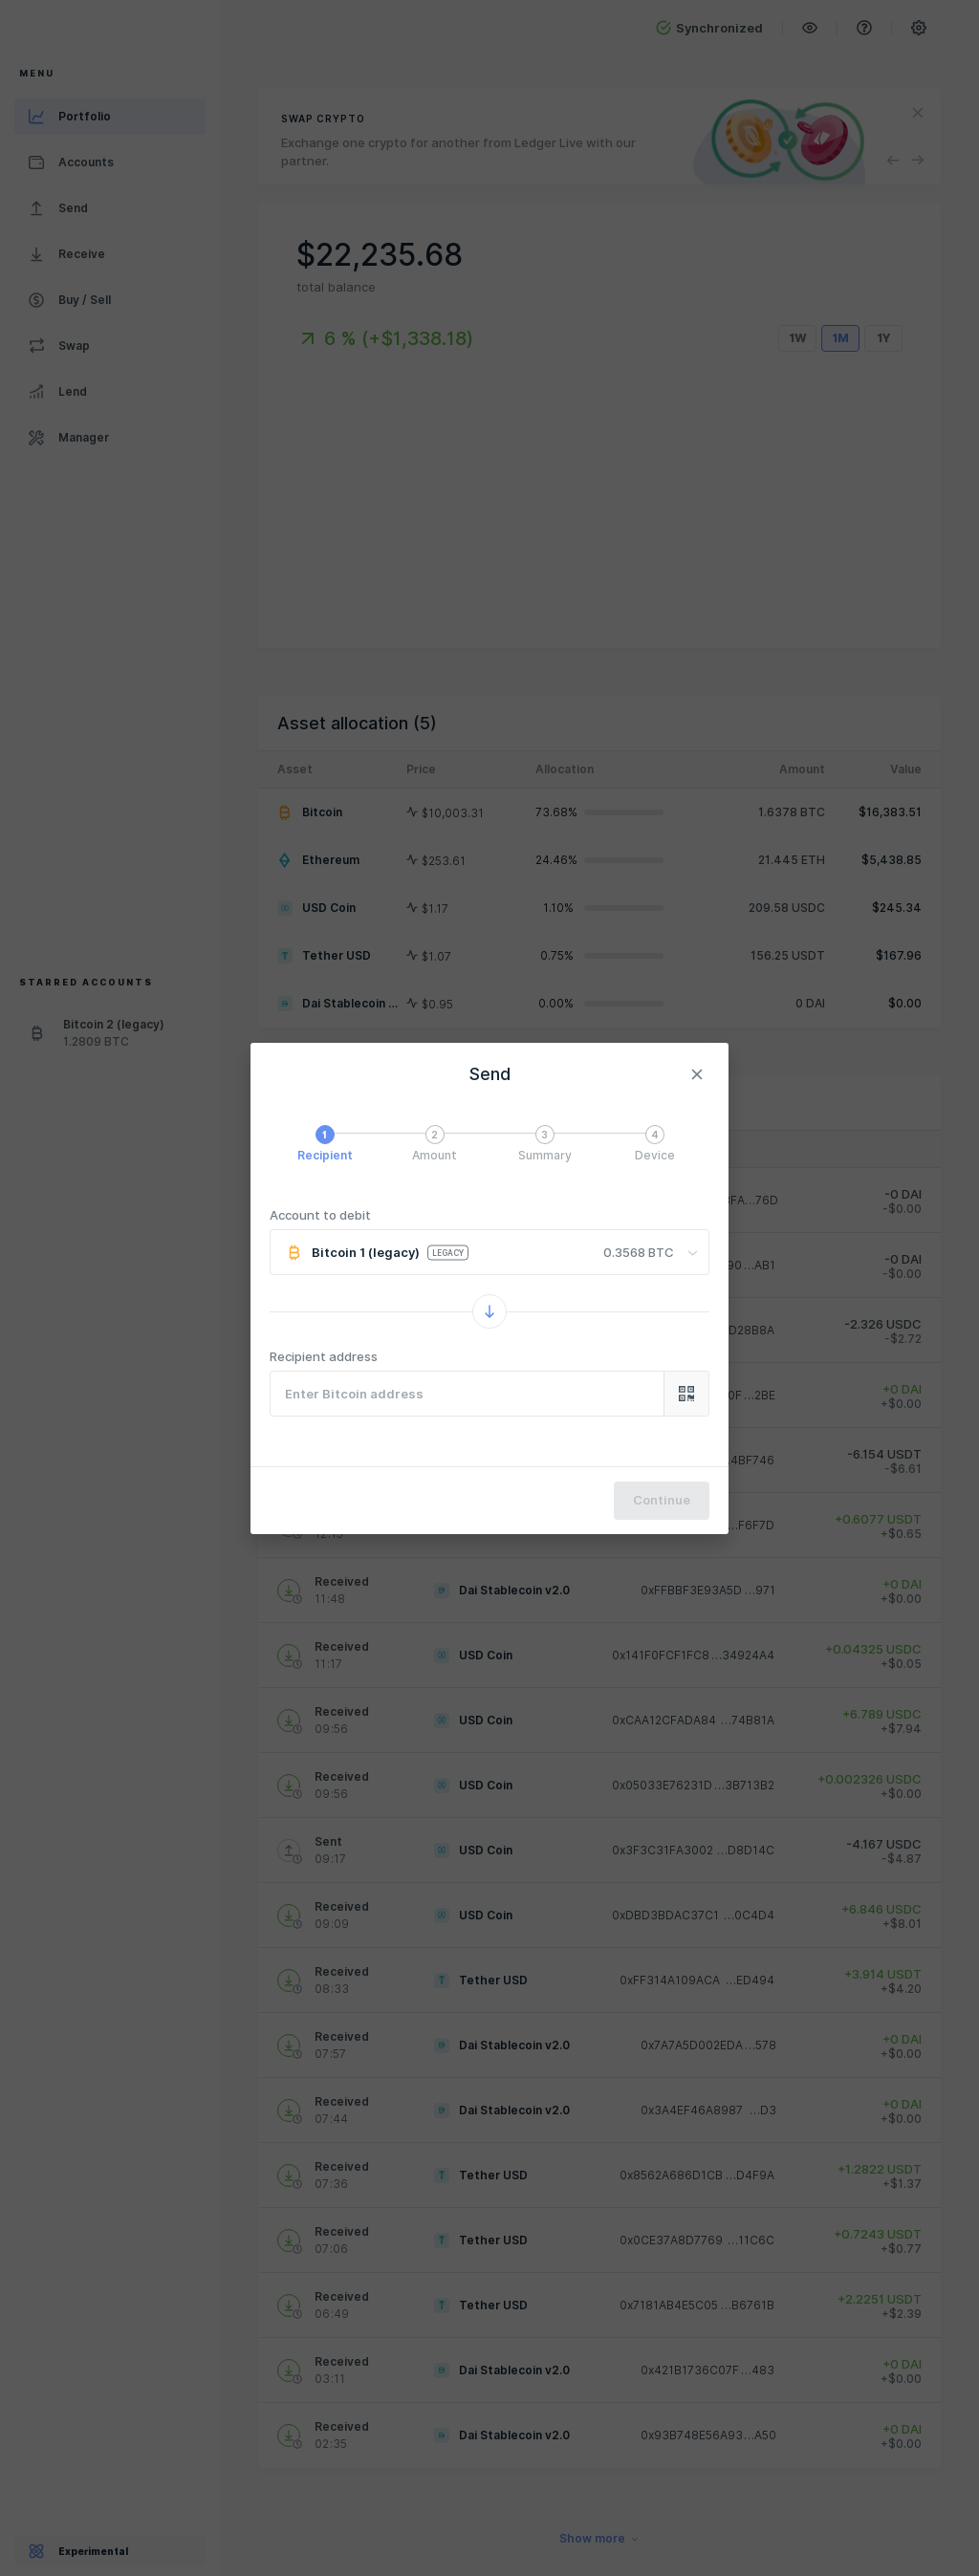 Synchronized
MENU
Portfolio
Accounts
Send
Receive
Buy / Sell
Swap
Lend
Manager
STARRED ACCOUNTS
Bitcoin 2 (legacy)
1.2809 BTC
Experimental
SWAP CRYPTO
Exchange one crypto for another from Ledger Live with our
partner.
$22,235.68
total balance
6 % (+$1,338.18)
1W 1M 1Y
Asset allocation (5)
Asset Price Allocation Amount Value
Bitcoin $10,003.31 73.68% 1.6378 BTC $16,383.51
Ethereum $253.61 24.46% 21.445 ETH $5,438.85
USD Coin $1.17 1.10% 209.58 USDC $245.34
Tether USD $1.07 0.75% 156.25 USDT $167.96
Dai Stablecoin ... $0.95 0.00% 0 DAI $0.00
Send
1 2 3 4
Recipient Amount Summary Device
Account to debit
Bitcoin 1 (legacy) LEGACY 0.3568 BTC
Recipient address
Enter Bitcoin address
Continue
FA...76D -0 DAI
-$0.00
90...AB1 -0 DAI
-$0.00
D28B8A -2.326 USDC
-$2.72
0F...2BE +0 DAI
+$0.00
4BF746 -6.154 USDT
-$6.61
...F6F7D +0.6077 USDT
+$0.65
Received Dai Stablecoin v2.0 0xFFBBF3E93A5D...971 +0 DAI
11:48 +$0.00
Received USD Coin 0x141F0FCF1FC8...34924A4 +0.04325 USDC
11:17 +$0.05
Received USD Coin 0xCAA12CFADA84 ...74B81A +6.789 USDC
09:56 +$7.94
Received USD Coin 0x05033E76231D...3B713B2 +0.002326 USDC
09:56 +$0.00
Sent USD Coin 0x3F3C31FA3002 ...D8D14C -4.167 USDC
09:17 -$4.87
Received USD Coin 0xDBD3BDAC37C1 ...0C4D4 +6.846 USDC
09:09 +$8.01
Received Tether USD 0xFF314A109ACA ...ED494 +3.914 USDT
08:33 +$4.20
Received Dai Stablecoin v2.0 0x7A7A5D002EDA...578 +0 DAI
07:57 +$0.00
Received Dai Stablecoin v2.0 0x3A4EF46A8987 ...D3 +0 DAI
07:44 +$0.00
Received Tether USD 0x8562A686D1CB...D4F9A +1.2822 USDT
07:36 +$1.37
Received Tether USD 0x0CE37A8D7769 ...11C6C +0.7243 USDT
07:06 +$0.77
Received Tether USD 0x7181AB4E5C05...B6761B +2.2251 USDT
06:49 +$2.39
Received Dai Stablecoin v2.0 0x421B1736C07F...483 +0 DAI
03:11 +$0.00
Received Dai Stablecoin v2.0 0x93B748E56A93...A50 +0 DAI
02:35 +$0.00
Show more